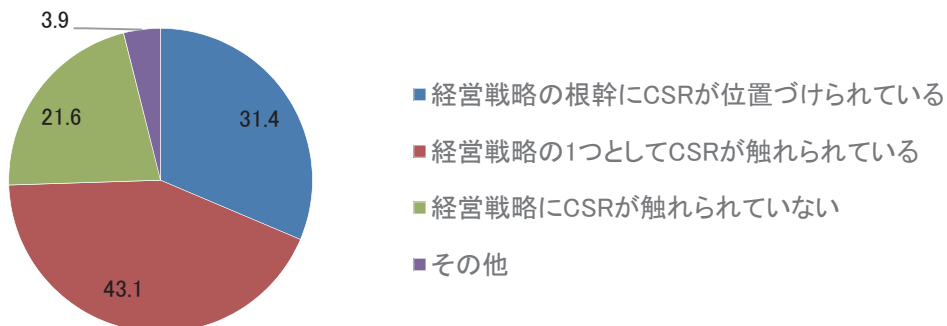 3.9
21.6
31.4
43.1
経営戦略の根幹にCSRが位置づけられている
経営戦略の1つとしてCSRが触れられている
経営戦略にCSRが触れられていない
その他